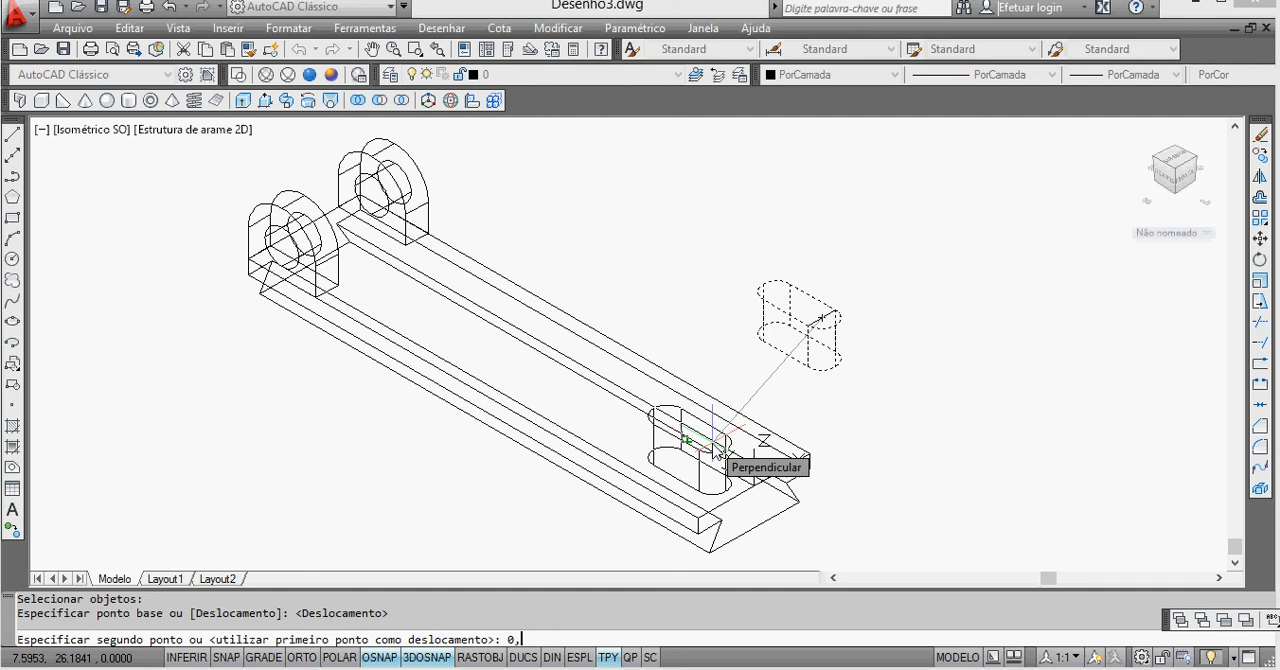 AutoCAD Clássico
Desenho3.dwg
Digite palavra-chave ou frase
Efetuar login
Arquivo Editar Vista Inserir Formatar Ferramentas Desenhar Cota Modificar Paramétrico Janela Ajuda
Standard Standard Standard Standard
AutoCAD Clássico 0 PorCamada PorCamada PorCamada PorCor
[−] [Isométrico SO] [Estrutura de arame 2D]
Não nomeado
Perpendicular
Modelo Layout1 Layout2
Selecionar objetos:
Especificar ponto base ou [Deslocamento]: <Deslocamento>
Especificar segundo ponto ou <utilizar primeiro ponto como deslocamento>: 0,
7.5953, 26.1841, 0.0000 INFERIR SNAP GRADE ORTO POLAR OSNAP 3DOSNAP RASTOBJ DUCS DIN ESPL TPY QP SC MODELO 1:1